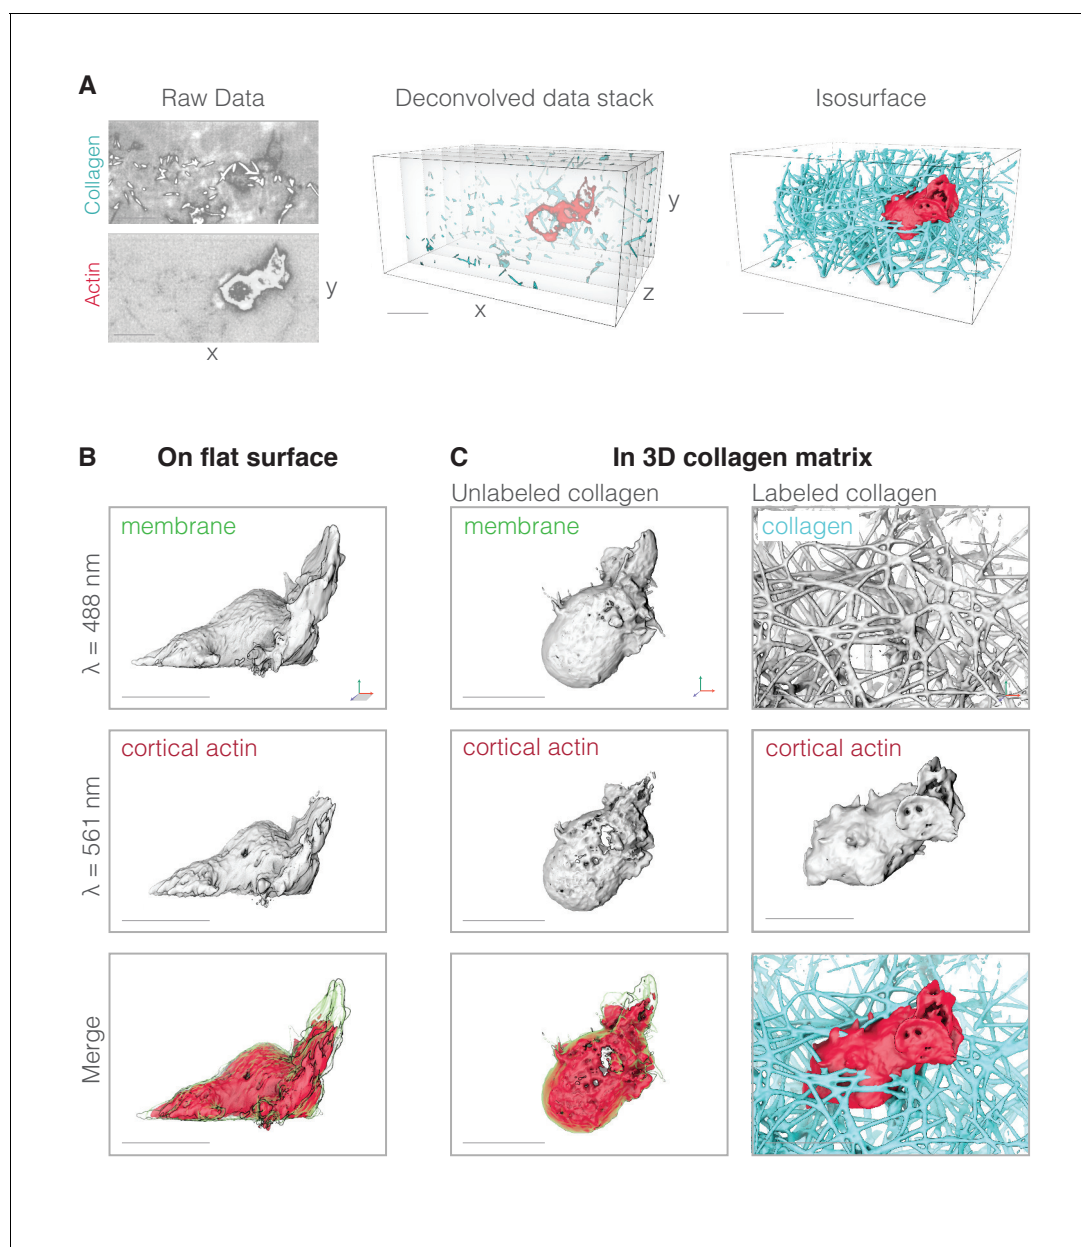 A
Raw Data
Deconvolved data stack
Isosurface
Collagen
Actin
y
x
y
z
x
B
On flat surface
C
In 3D collagen matrix
Unlabeled collagen
Labeled collagen
λ = 488 nm
membrane
membrane
collagen
λ = 561 nm
cortical actin
cortical actin
cortical actin
Merge